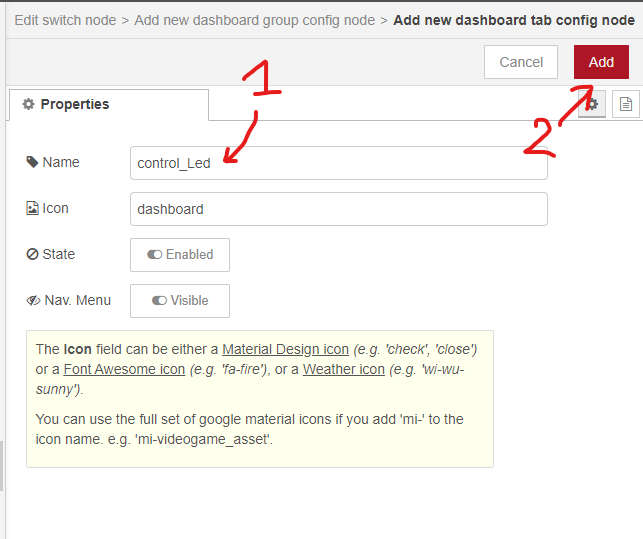 Edit switch node > Add new dashboard group config node > Add new dashboard tab config node
Cancel Add
1
Properties
2
Name control_Led
Icon dashboard
State Enabled
Nav. Menu Visible
The Icon field can be either a Material Design icon (e.g. 'check', 'close')
or a Font Awesome icon (e.g. 'fa-fire'), or a Weather icon (e.g. 'wi-wu-
sunny').
You can use the full set of google material icons if you add 'mi-' to the
icon name. e.g. 'mi-videogame_asset'.